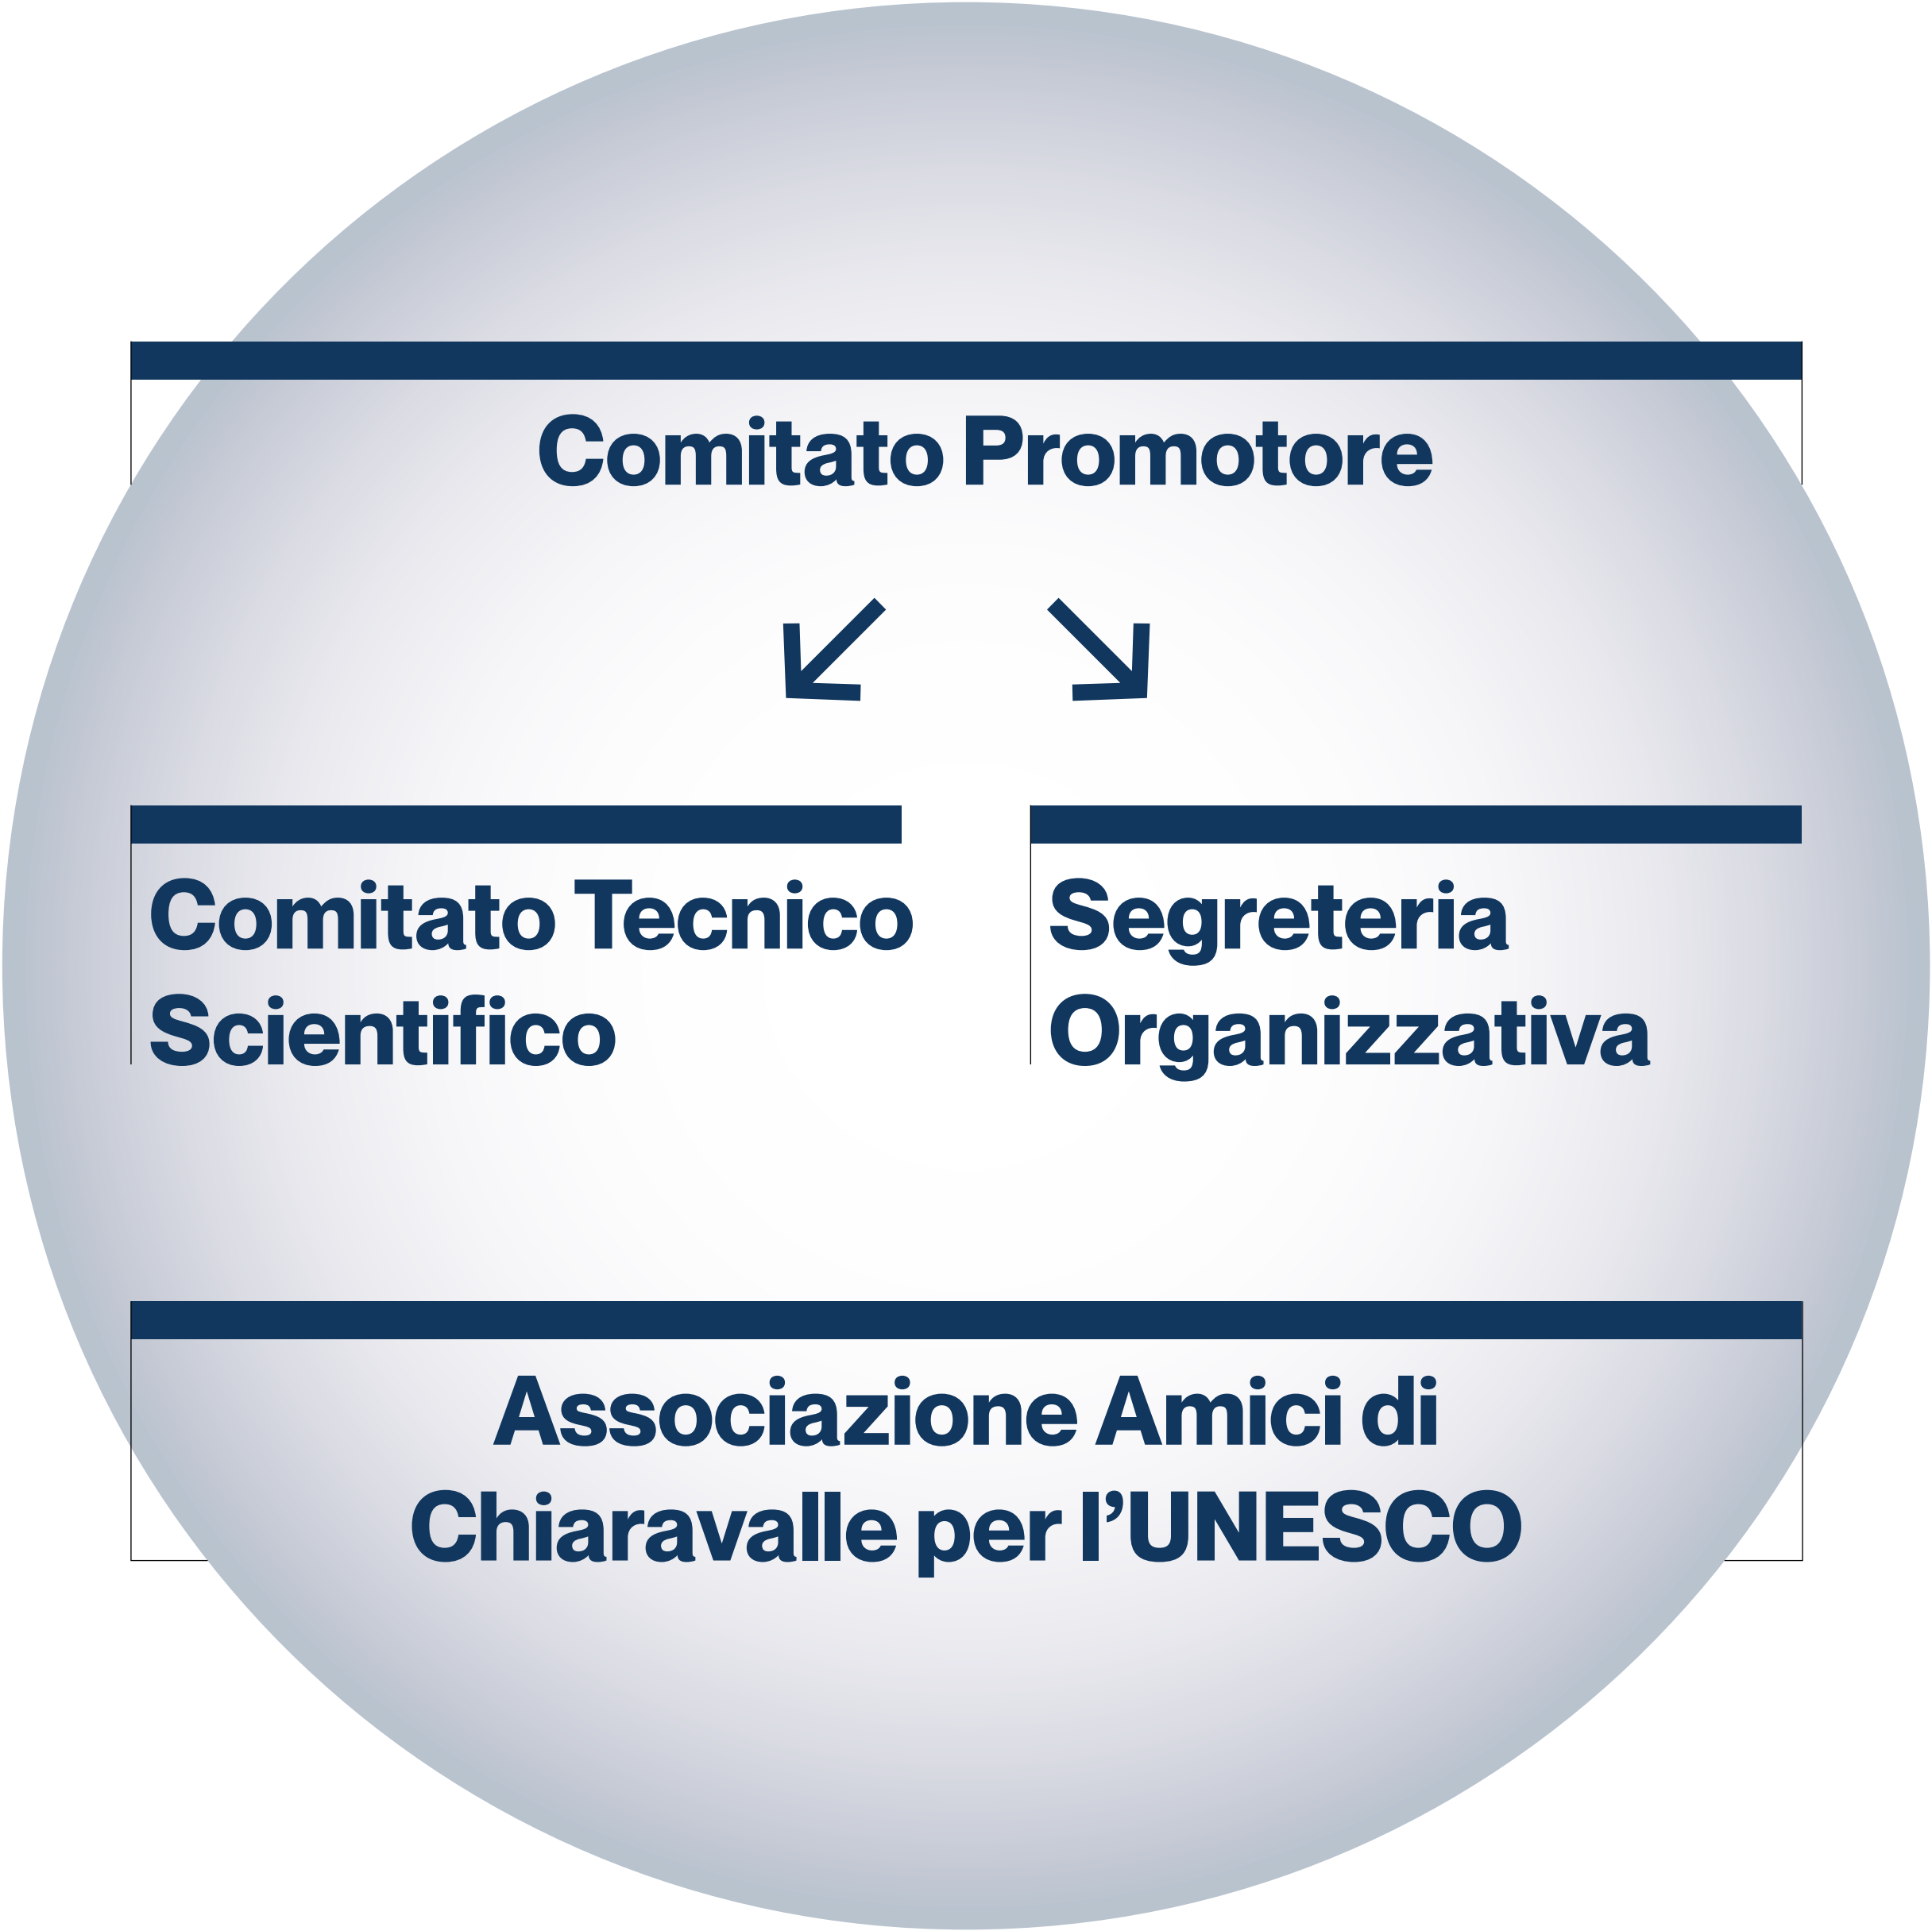 Comitato Promotore
Comitato Tecnico
Scientifico
Segreteria
Organizzativa
Associazione Amici di
Chiaravalle per l’UNESCO